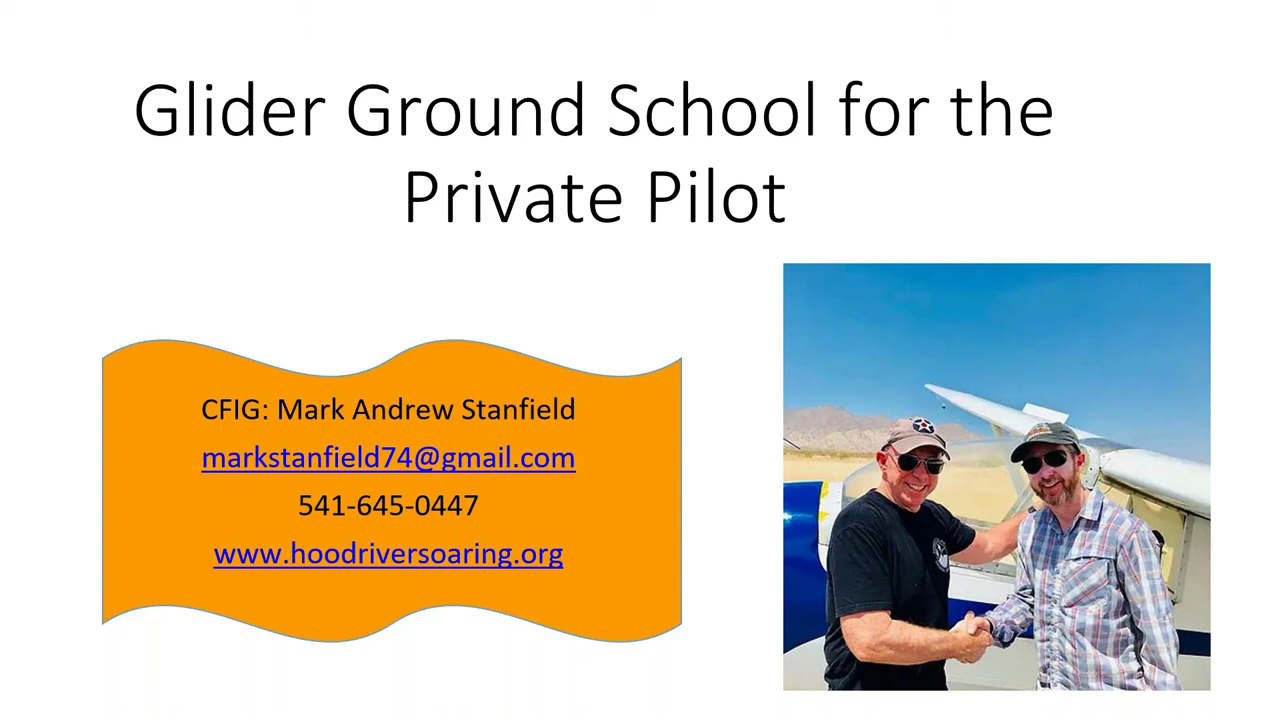 Glider Ground School for the
Private Pilot
CFIG: Mark Andrew Stanfield
markstanfield74@gmail.com
541-645-0447
www.hoodriversoaring.org